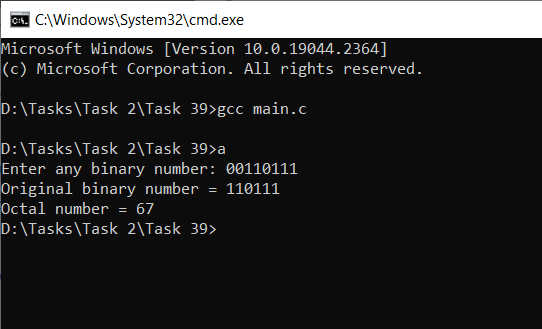 C:\Windows\System32\cmd.exe
Microsoft Windows [Version 10.0.19044.2364]
(c) Microsoft Corporation. All rights reserved.
D:\Tasks\Task 2\Task 39>gcc main.c
D:\Tasks\Task 2\Task 39>a
Enter any binary number: 00110111
Original binary number = 110111
Octal number = 67
D:\Tasks\Task 2\Task 39>